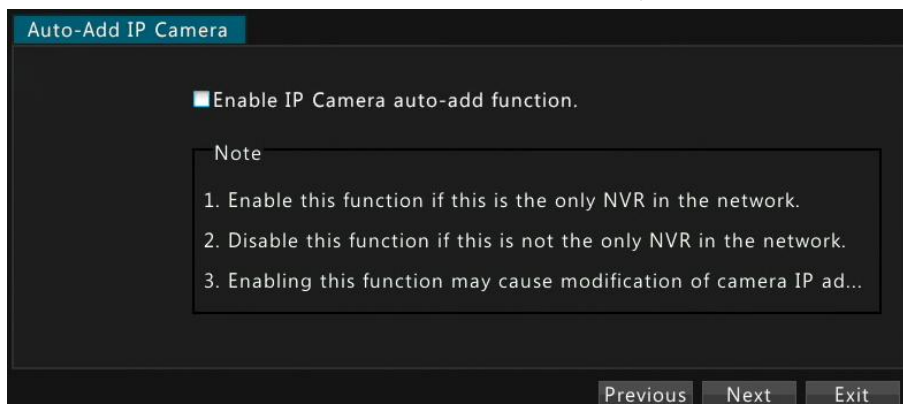 Auto-Add IP Camera
Enable IP Camera auto-add function.
Note
1. Enable this function if this is the only NVR in the network.
2. Disable this function if this is not the only NVR in the network.
3. Enabling this function may cause modification of camera IP ad...
Previous Next Exit